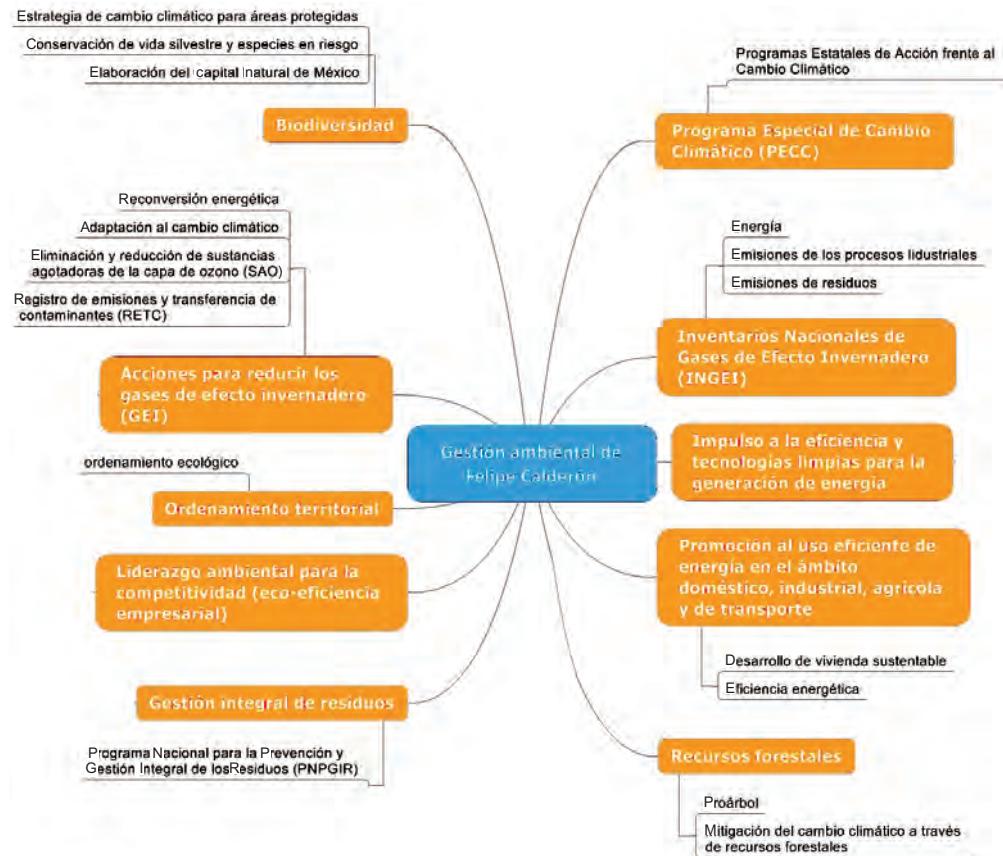 Estrategia de cambio climático para áreas protegidas
Conservación de vida silvestre y especies en riesgo
Elaboración del capital natural de México
Biodiversidad
Reconversión energética
Adaptación al cambio climático
Eliminación y reducción de sustancias
agotadoras de la capa de ozono (SAO)
Registro de emisiones y transferencia de
contaminantes (RETC)
Acciones para reducir los
gases de efecto invernadero
(GEI)
ordenamiento ecológico
Ordenamiento territorial
Liderazgo ambiental para la
competitividad (eco-eficiencia
empresarial)
Gestión integral de residuos
Programa Nacional para la Prevención y
Gestión Integral de los Residuos (PNPGIR)
Gestión ambiental de
Felipe Calderón
Programas Estatales de Acción frente al
Cambio Climático
Programa Especial de Cambio
Climático (PECC)
Energía
Emisiones de los procesos lidustriales
Emisiones de residuos
Inventarios Nacionales de
Gases de Efecto Invernadero
(INGEI)
Impulso a la eficiencia y
tecnologías limpias para la
generación de energía
Promoción al uso eficiente de
energía en el ámbito
doméstico, industrial, agrícola
y de transporte
Desarrollo de vivienda sustentable
Eficiencia energética
Recursos forestales
Proárbol
Mitigación del cambio climático a través
de recursos forestales